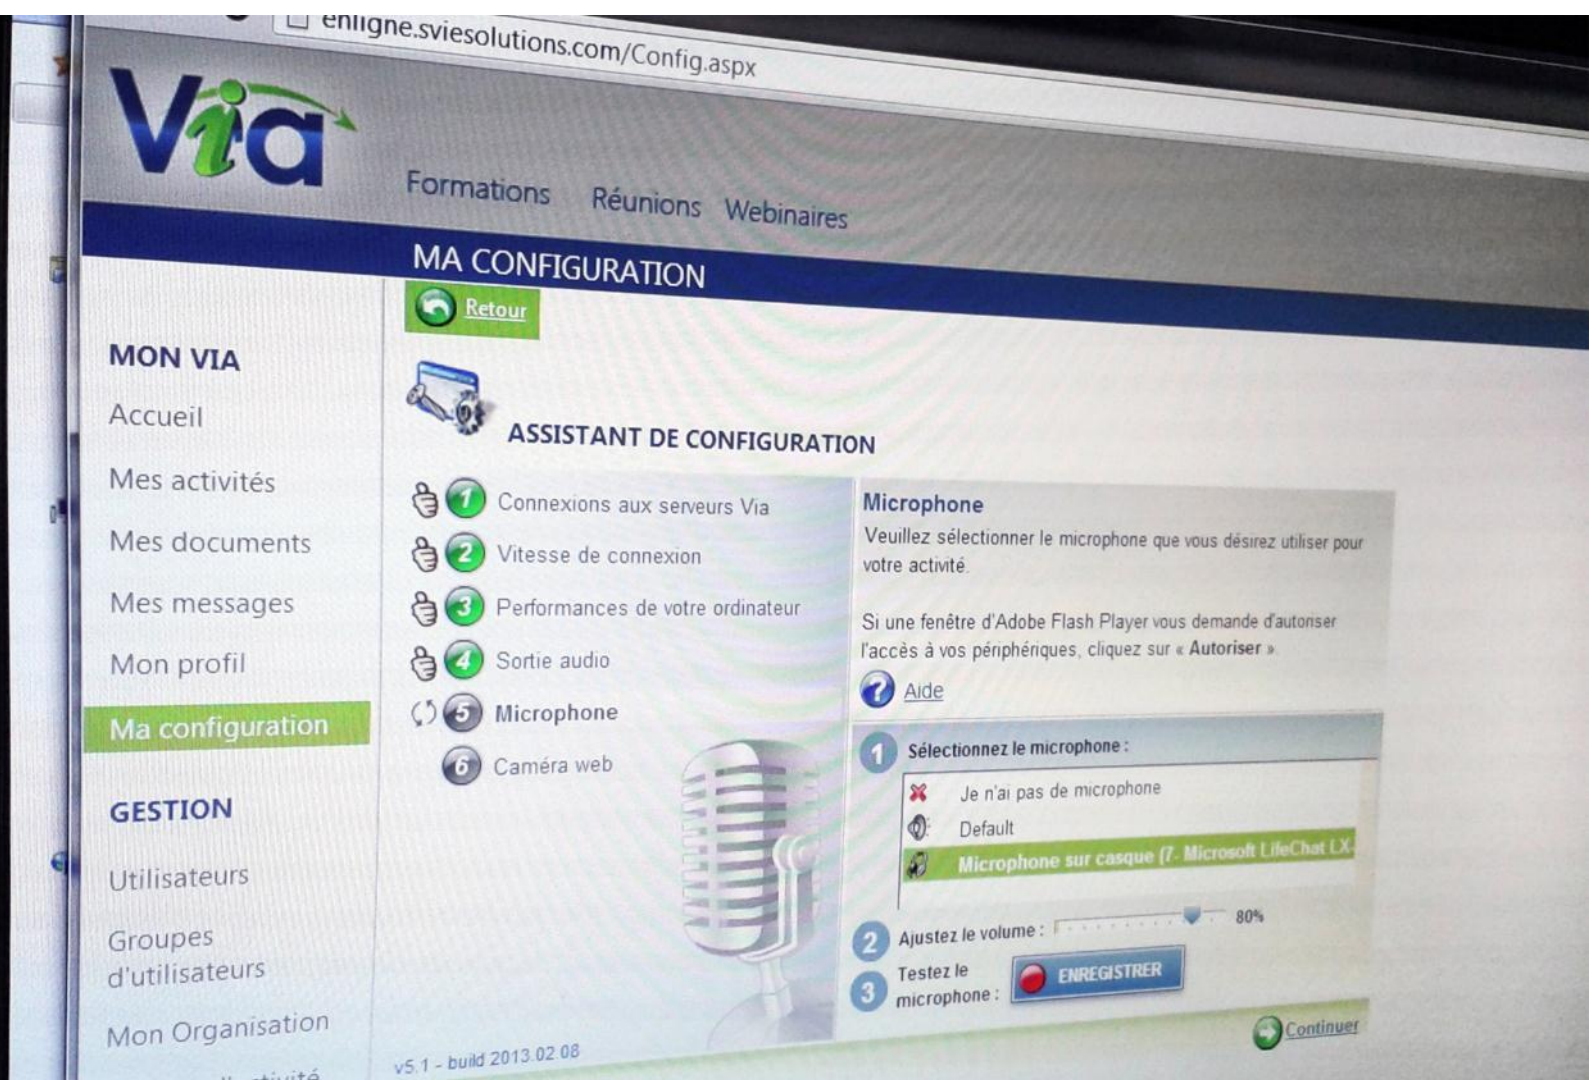 enligne.sviesolutions.com/Config.aspx
Via
Formations Réunions Webinaires
MA CONFIGURATION
Retour
MON VIA
Accueil
Mes activités
Mes documents
Mes messages
Mon profil
Ma configuration
GESTION
Utilisateurs
Groupes
d'utilisateurs
Mon Organisation
ASSISTANT DE CONFIGURATION
1 Connexions aux serveurs Via
2 Vitesse de connexion
3 Performances de votre ordinateur
4 Sortie audio
5 Microphone
6 Caméra web
v5.1 - build 2013.02.08
Microphone
Veuillez sélectionner le microphone que vous désirez utiliser pour
votre activité.
Si une fenêtre d'Adobe Flash Player vous demande d'autoriser
l'accès à vos périphériques, cliquez sur « Autoriser ».
? Aide
1 Sélectionnez le microphone :
Je n'ai pas de microphone
Default
Microphone sur casque (7- Microsoft LifeChat LX-
2 Ajustez le volume : 80%
3 Testez le
microphone :
ENREGISTRER
Continuer